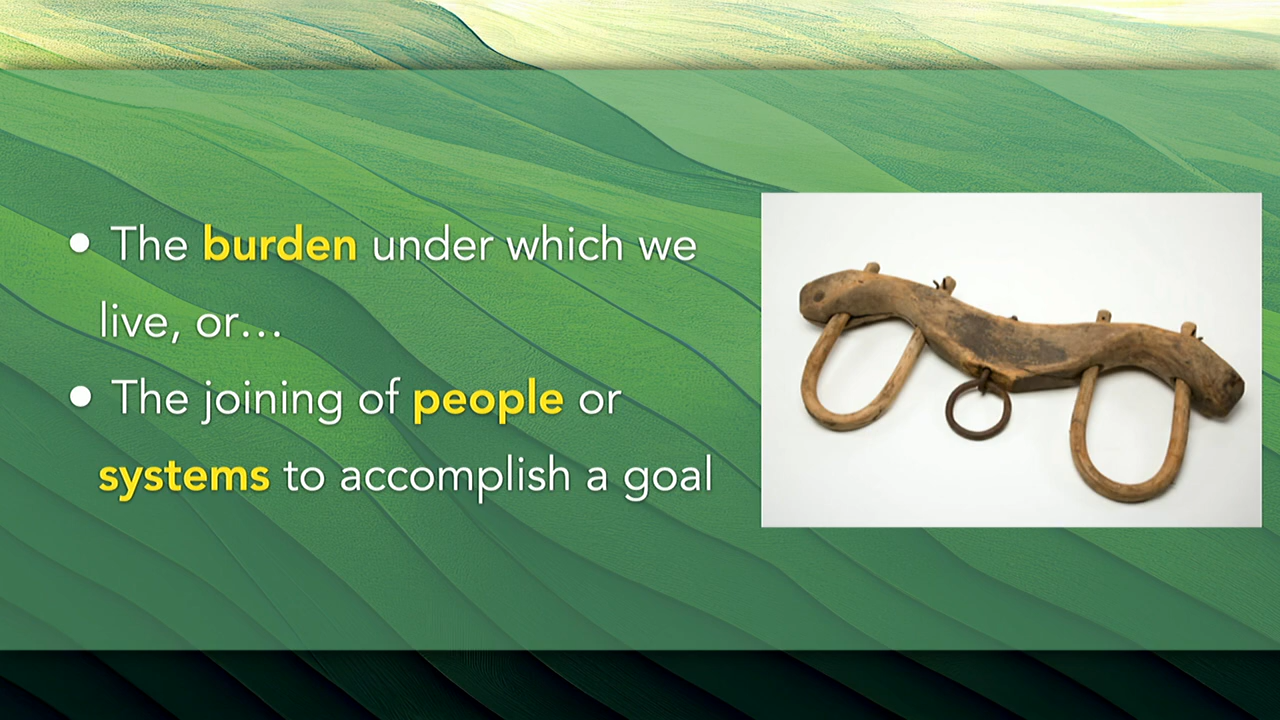 • The burden under which we
live, or…
• The joining of people or
systems to accomplish a goal